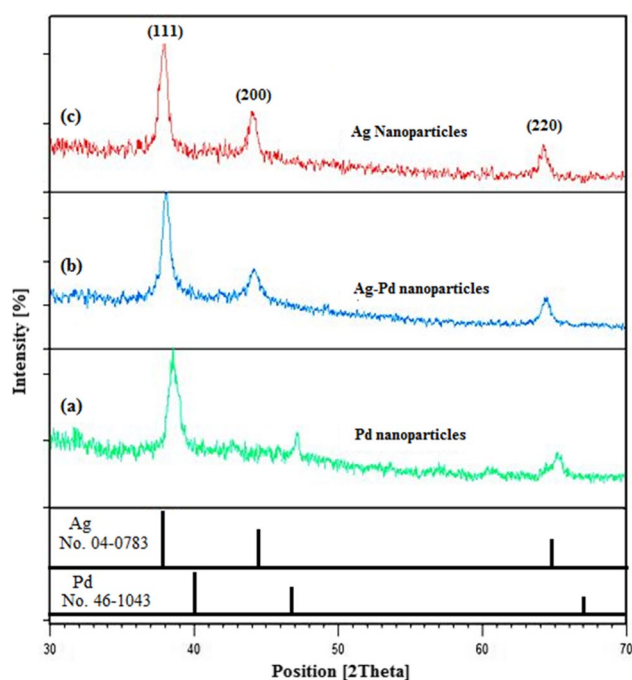 (111)
(200)
(c)
(220)
Ag Nanoparticles
(b)
Ag-Pd nanoparticles
Intensity [%]
(a)
Pd nanoparticles
Ag
No. 04-0783
Pd
No. 46-1043
30 40 50 60 70
Position [2Theta]